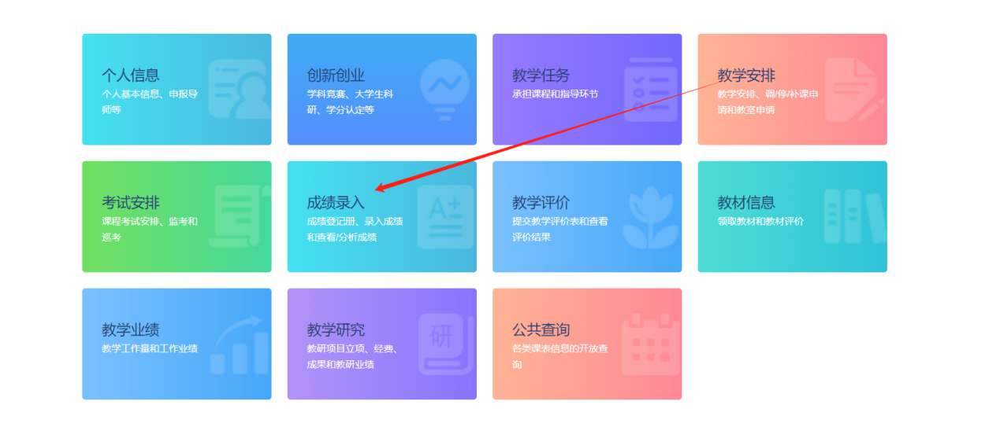 个人信息
个人基本信息、申报导
师等
创新创业
学科竞赛、大学生科
研、学分认定等
教学任务
承担课程和指导环节
教学安排
教学安排、调/停/补课申
请和教室申请
考试安排
课程考试安排、监考和
巡考
成绩录入
成绩登记册、录入成绩
和查看/分析成绩
A±
教学评价
提交教学评价表和查看
评价结果
教材信息
领取教材和教材评价
教学业绩
教学工作量和工作业绩
教学研究
教研项目立项、经费、
成果和教研业绩
研
公共查询
各类课表信息的开放查
询